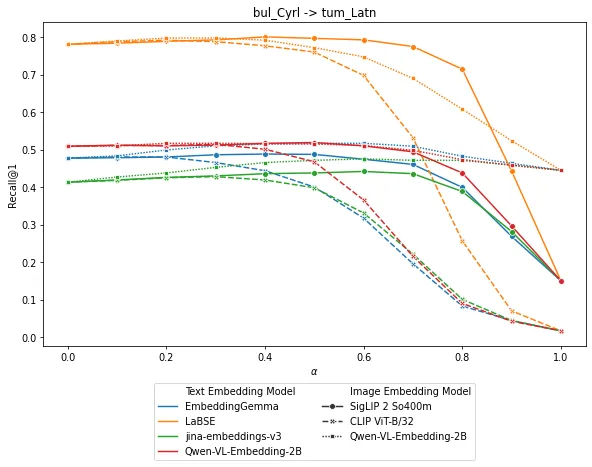 bul_Cyrl -> tum_Latn
Recall@1
0.8
0.7
0.6
0.5
0.4
0.3
0.2
0.1
0.0
0.0 0.2 0.4 0.6 0.8 1.0
α
Text Embedding Model
EmbeddingGemma
LaBSE
jina-embeddings-v3
Qwen-VL-Embedding-2B
Image Embedding Model
SigLIP 2 So400m
CLIP ViT-B/32
Qwen-VL-Embedding-2B